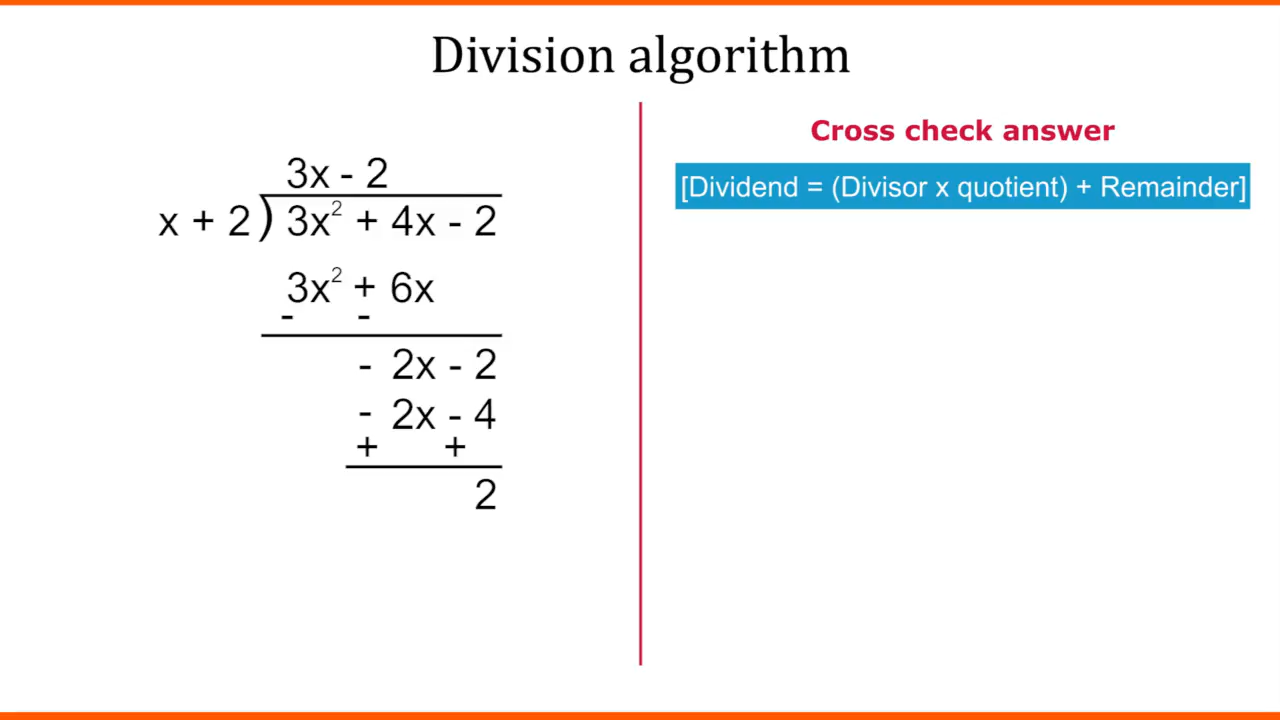 Division algorithm
3x - 2
x + 2 ) 3x² + 4x - 2
3x² + 6x
- -
- 2x - 2
- 2x - 4
+ +
2
Cross check answer
[Dividend = (Divisor x quotient) + Remainder]